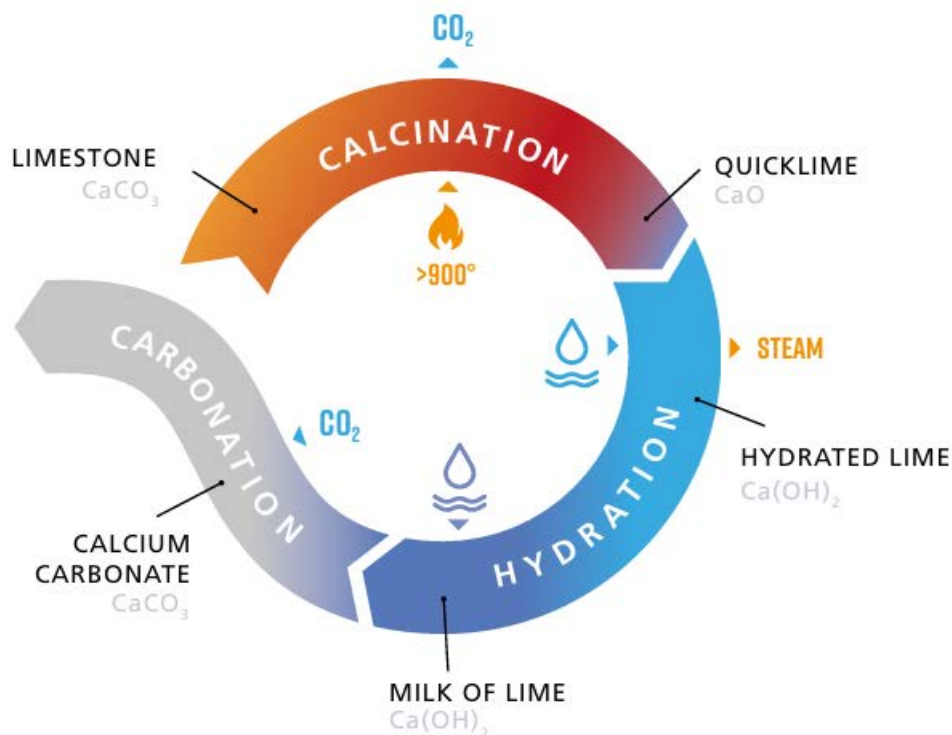 CO₂
CALCINATION
LIMESTONE
CaCO₃
QUICKLIME
CaO
>900°
STEAM
CARBONATION
CO₂
HYDRATION
HYDRATED LIME
Ca(OH)₂
CALCIUM
CARBONATE
CaCO₃
MILK OF LIME
Ca(OH)₂